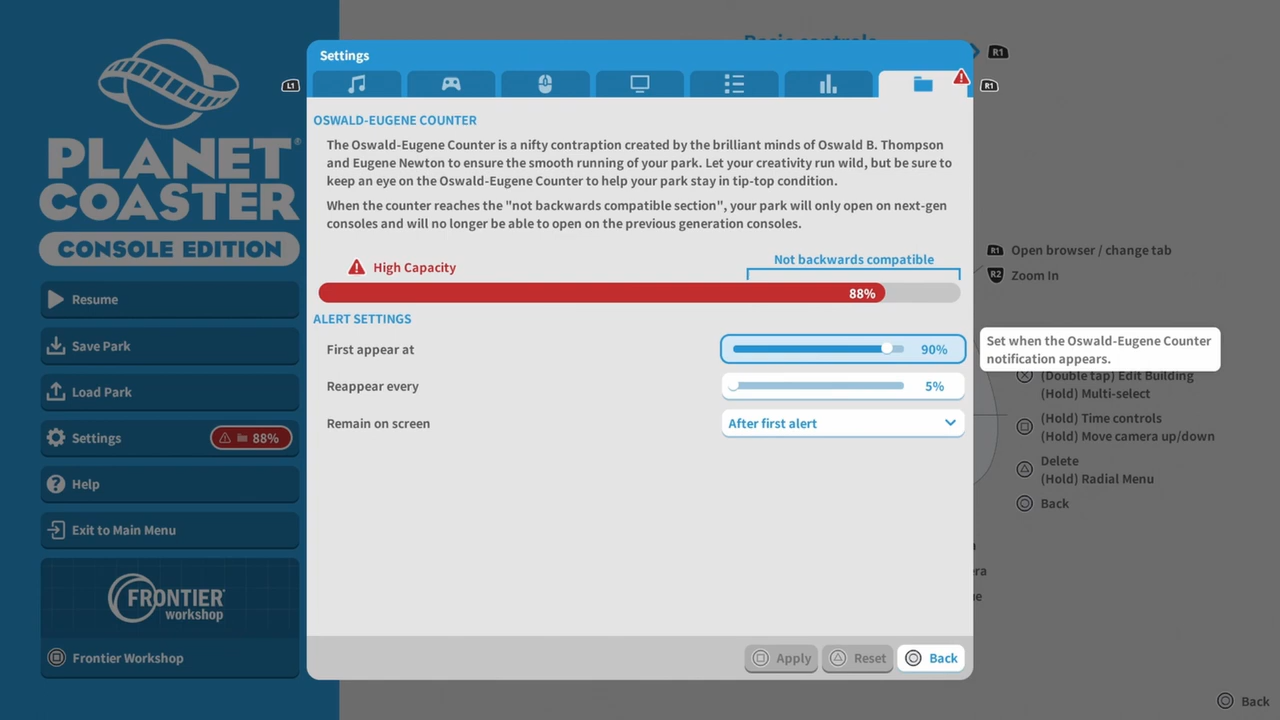 Settings
Basic controls
R1
L1
R1
PLANET
COASTER®
CONSOLE EDITION
OSWALD-EUGENE COUNTER
The Oswald-Eugene Counter is a nifty contraption created by the brilliant minds of Oswald B. Thompson
and Eugene Newton to ensure the smooth running of your park. Let your creativity run wild, but be sure to
keep an eye on the Oswald-Eugene Counter to help your park stay in tip-top condition.
When the counter reaches the "not backwards compatible section", your park will only open on next-gen
consoles and will no longer be able to open on the previous generation consoles.
High Capacity
Not backwards compatible
88%
ALERT SETTINGS
First appear at
90%
Reappear every
5%
Remain on screen
After first alert
Apply
Reset
Back
Resume
Save Park
Load Park
Settings
88%
Help
Exit to Main Menu
FRONTIER
workshop
Frontier Workshop
R1 Open browser / change tab
R2 Zoom In
Set when the Oswald-Eugene Counter
notification appears.
(Double tap) Edit Building
(Hold) Multi-select
(Hold) Time controls
(Hold) Move camera up/down
Delete
(Hold) Radial Menu
Back
Back